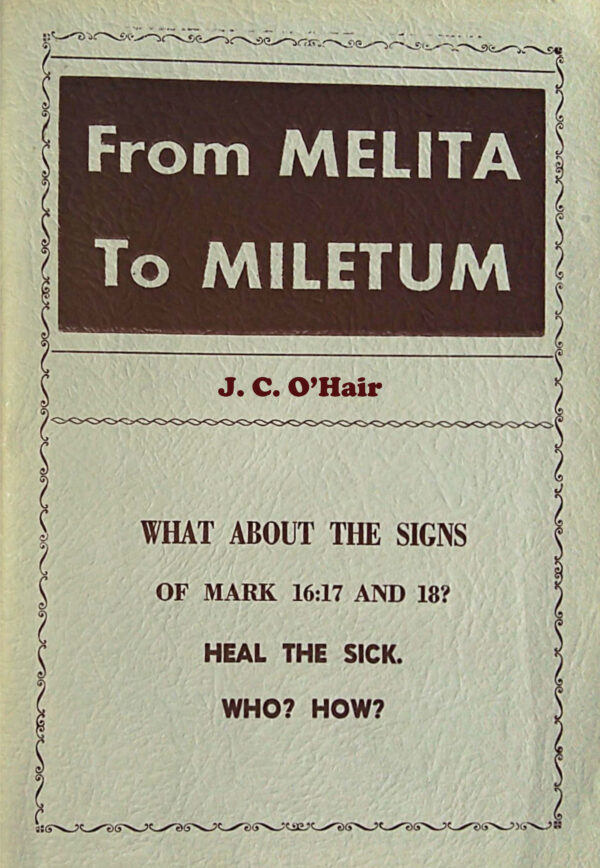 From MELITA
To MILETUM
J. C. O’Hair
WHAT ABOUT THE SIGNS
OF MARK 16:17 AND 18?
HEAL THE SICK.
WHO? HOW?